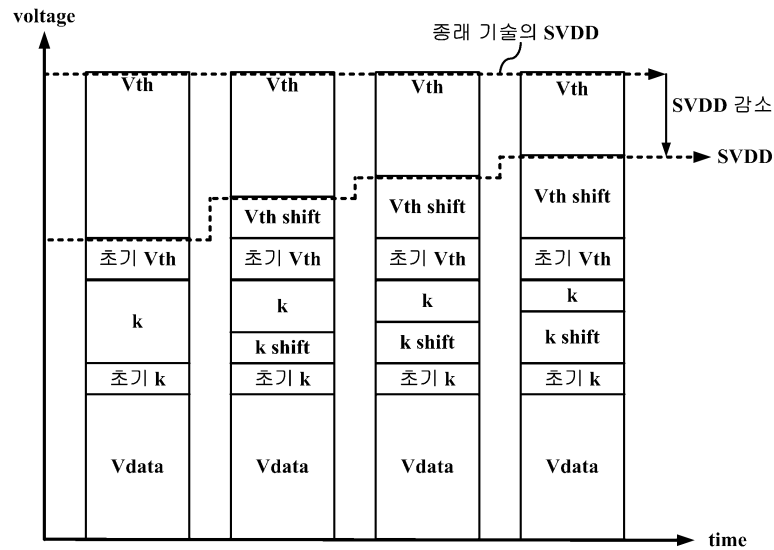 voltage
종래 기술의 SVDD
Vth
Vth
Vth
Vth
SVDD 감소
SVDD
Vth shift
Vth shift
Vth shift
초기 Vth
초기 Vth
초기 Vth
초기 Vth
k
k
k
k
k shift
k shift
k shift
초기 k
초기 k
초기 k
초기 k
Vdata
Vdata
Vdata
Vdata
time